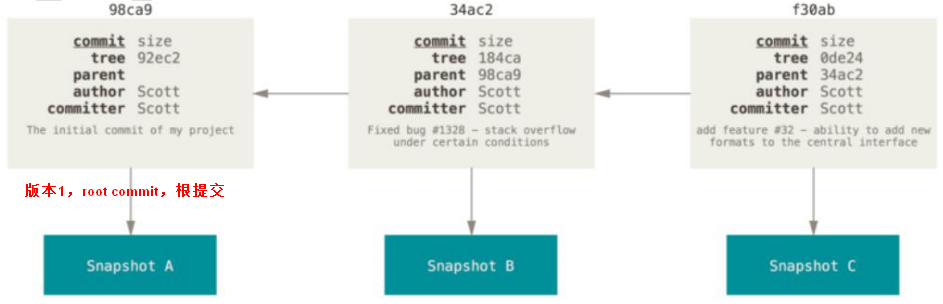 98ca9
commit size
tree 92ec2
parent
author Scott
committer Scott
The initial commit of my project
34ac2
commit size
tree 184ca
parent 98ca9
author Scott
committer Scott
Fixed bug #1328 – stack overflow
under certain conditions
f30ab
commit size
tree 0de24
parent 34ac2
author Scott
committer Scott
add feature #32 – ability to add new
formats to the central interface
版本1，root commit，根提交
Snapshot A
Snapshot B
Snapshot C